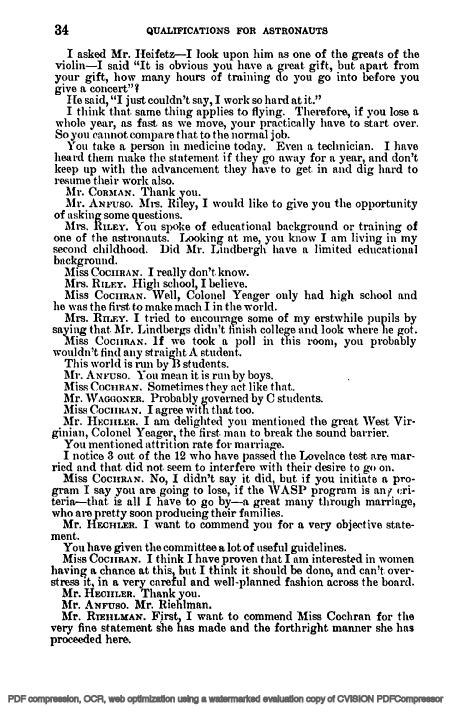 34 QUALIFICATIONS FOR ASTRONAUTS
I asked Mr. Heifetz—I look upon him as one of the greats of the
violin—I said "It is obvious you have a great gift, but apart from
your gift, how many hours of training do you go into before you
give a concert"?
He said, "I just couldn't say, I work so hard at it."
I think that same thing applies to flying. Therefore, if you lose a
whole year, as fast as we move, your practically have to start over.
So you cannot compare that to the normal job.
You take a person in medicine today. Even a technician. I have
heard them make the statement if they go away for a year, and don't
keep up with the advancement they have to get in and dig hard to
resume their work also.
Mr. CORMAN. Thank you.
Mr. ANFUSO. Mrs. Riley, I would like to give you the opportunity
of asking some questions.
Mrs. RILEY. You spoke of educational background or training of
one of the astronauts. Looking at me, you know I am living in my
second childhood. Did Mr. Lindbergh have a limited educational
background.
Miss COCHRAN. I really don't know.
Mrs. RILEY. High school, I believe.
Miss COCHRAN. Well, Colonel Yeager only had high school and
he was the first to make mach I in the world.
Mrs. RILEY. I tried to encourage some of my erstwhile pupils by
saying that Mr. Lindbergs didn't finish college and look where he got.
Miss COCHRAN. If we took a poll in this room, you probably
wouldn't find any straight A student.
This world is run by B students.
Mr. ANFUSO. You mean it is run by boys.
Miss COCHRAN. Sometimes they act like that.
Mr. WAGGONER. Probably governed by C students.
Miss COCHRAN. I agree with that too.
Mr. HECHLER. I am delighted you mentioned the great West Vir-
ginian, Colonel Yeager, the first man to break the sound barrier.
You mentioned attrition rate for marriage.
I notice 3 out of the 12 who have passed the Lovelace test are mar-
ried and that did not seem to interfere with their desire to go on.
Miss COCHRAN. No, I didn't say it did, but if you initiate a pro-
gram I say you are going to lose, if the WASP program is any cri-
teria—that is all I have to go by—a great many through marriage,
who are pretty soon producing their families.
Mr. HECHLER. I want to commend you for a very objective state-
ment.
You have given the committee a lot of useful guidelines.
Miss COCHRAN. I think I have proven that I am interested in women
having a chance at this, but I think it should be done, and can't over-
stress it, in a very careful and well-planned fashion across the board.
Mr. HECHLER. Thank you.
Mr. ANFUSO. Mr. Riehlman.
Mr. RIEHLMAN. First, I want to commend Miss Cochran for the
very fine statement she has made and the forthright manner she has
proceeded here.
PDF compression, OCR, web optimization using a watermarked evaluation copy of CVISION PDFCompressor